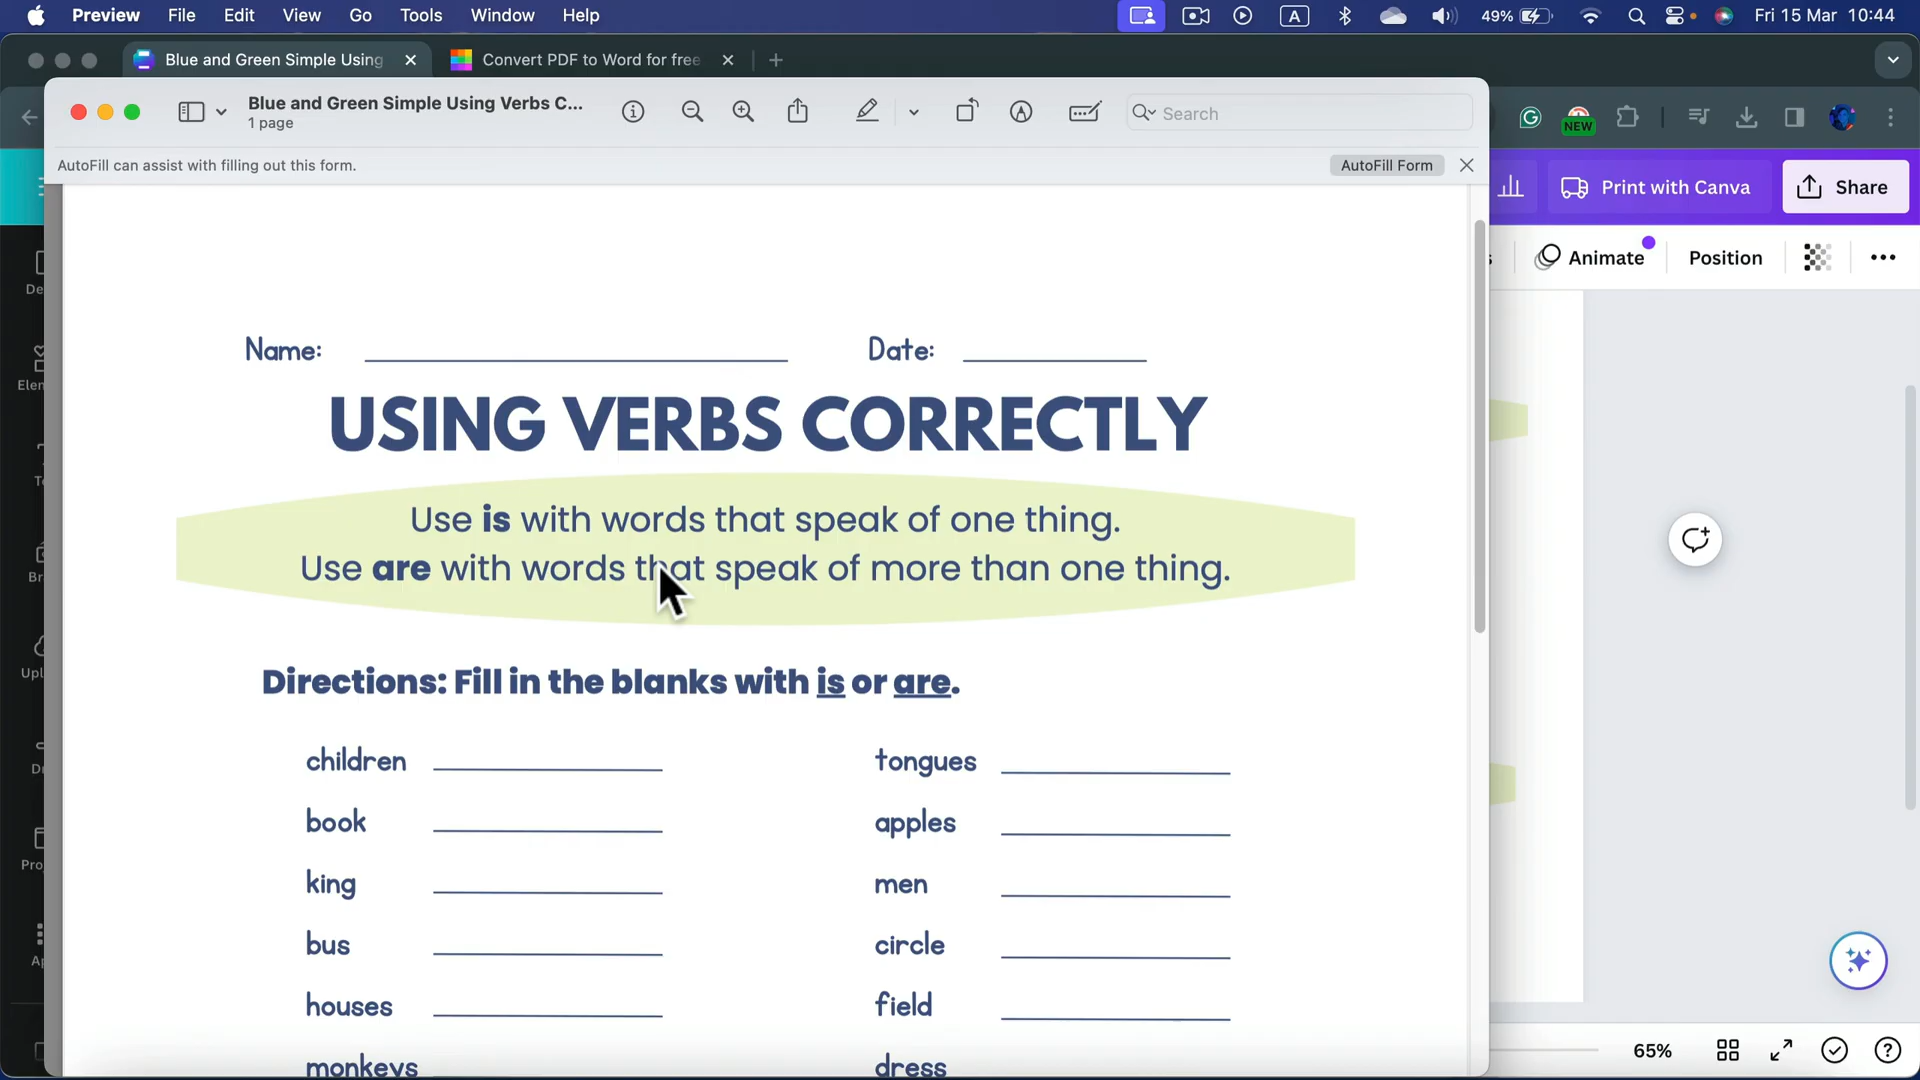 Preview File Edit View Go Tools Window Help
A 49% Fri 15 Mar 10:44
Blue and Green Simple Using Convert PDF to Word for free
Blue and Green Simple Using Verbs C...
1 page
Search
NEW
AutoFill can assist with filling out this form. AutoFill Form
Print with Canva Share
Animate Position
Name: Date:
USING VERBS CORRECTLY
Use is with words that speak of one thing.
Use are with words that speak of more than one thing.
Directions: Fill in the blanks with is or are.
children tongues
book apples
king men
bus circle
houses field
monkeys dress
65%